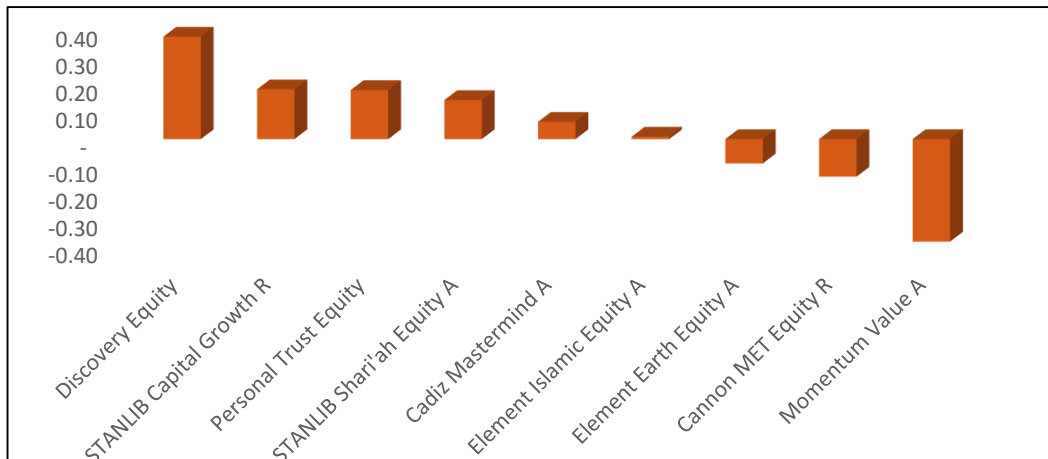 0.40
0.30
0.20
0.10
-
-0.10
-0.20
-0.30
-0.40
Discovery Equity
STANLIB Capital Growth R
Personal Trust Equity
STANLIB Shari'ah Equity A
Cadiz Mastermind A
Element Islamic Equity A
Element Earth Equity A
Cannon MET Equity R
Momentum Value A